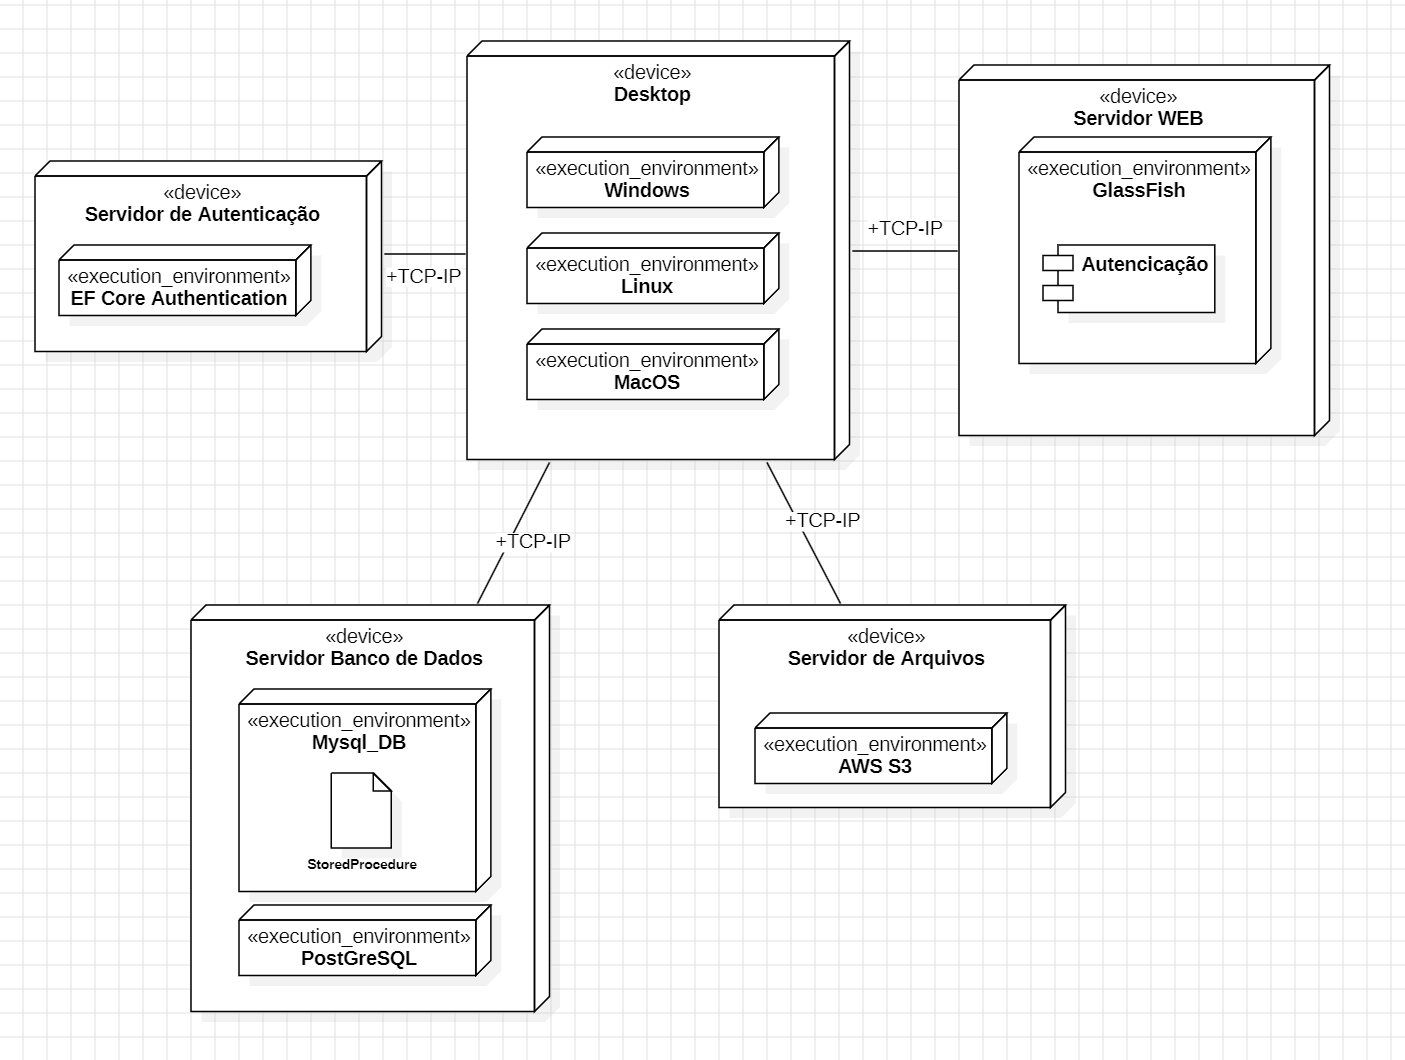 «device»
Desktop
«execution_environment»
Windows
«execution_environment»
Linux
«execution_environment»
MacOS
«device»
Servidor WEB
«execution_environment»
GlassFish
Autencicação
«device»
Servidor de Autenticação
«execution_environment»
EF Core Authentication
+TCP-IP
+TCP-IP
+TCP-IP
+TCP-IP
«device»
Servidor Banco de Dados
«execution_environment»
Mysql_DB
StoredProcedure
«execution_environment»
PostGreSQL
«device»
Servidor de Arquivos
«execution_environment»
AWS S3